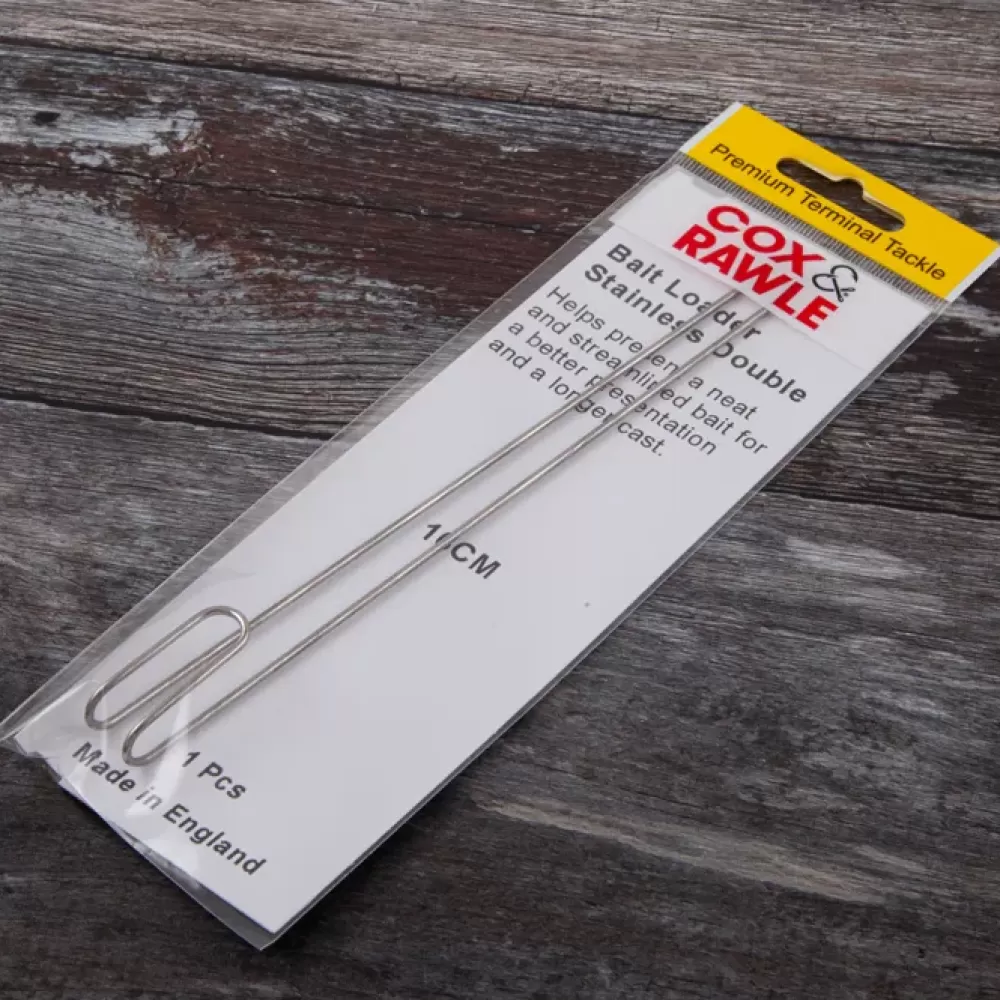 Premium Terminal Tackle
COX &
RAWLE
Bait Loader
Stainless Double
Helps present a neat
and streamlined bait for
a better presentation
and a longer cast.
1 Pcs
Made in England